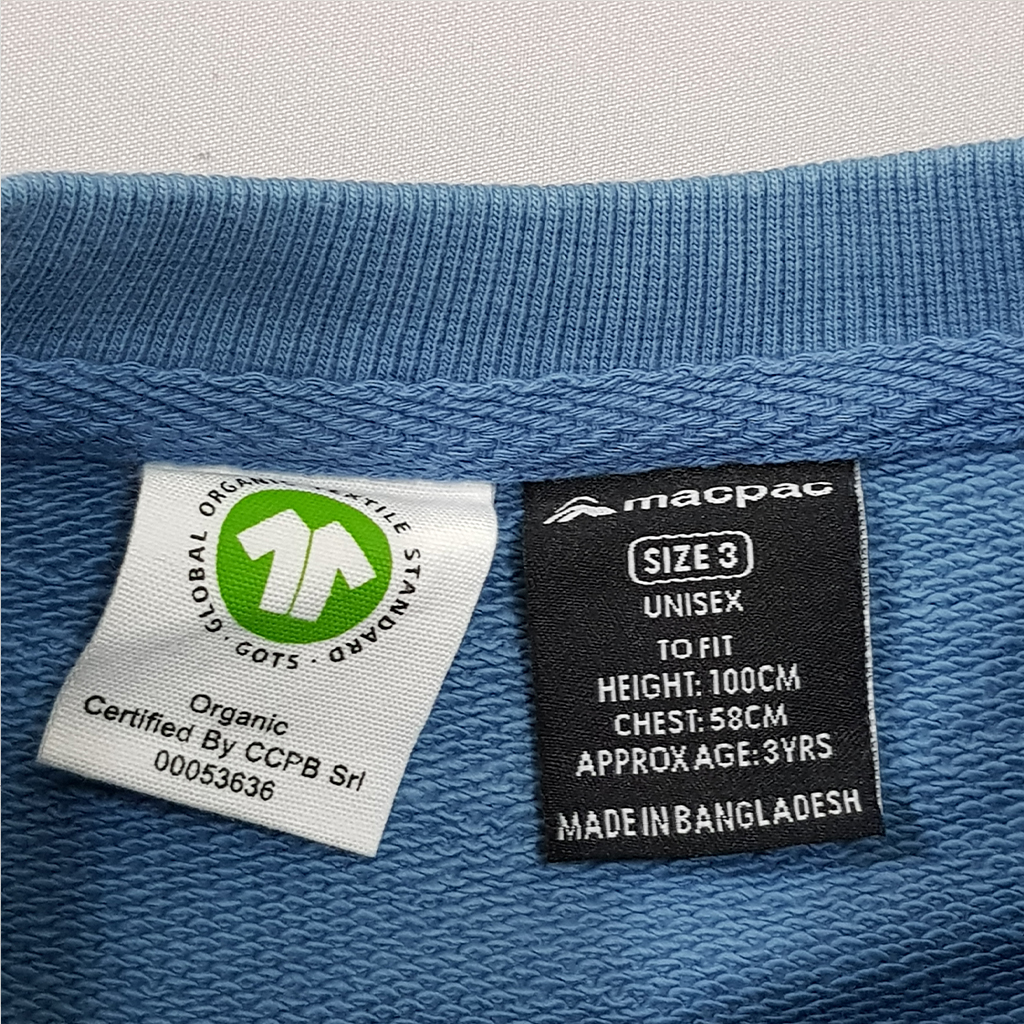 GLOBAL ORGANIC TEXTILE STANDARD · GOTS ·
Organic
Certified By CCPB Srl
00053636
macpac
SIZE 3
UNISEX
TO FIT
HEIGHT: 100CM
CHEST: 58CM
APPROX AGE: 3YRS
MADE IN BANGLADESH